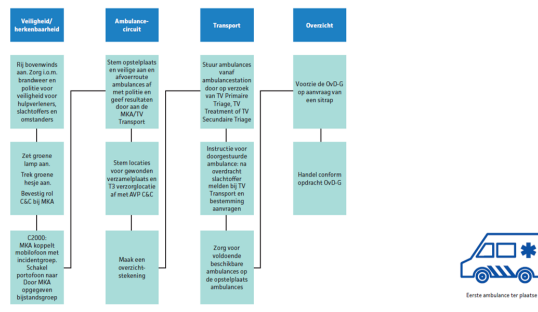 Veiligheid/
herkenbaarheid
Rij bovenwinds
aan. Zorg i.o.m.
brandweer en
politie voor
veiligheid voor
hulpverleners,
slachtoffers en
omstanders
Zet groene
lamp aan.
Trek groene
hesje aan.
Bevestig rol
C&C bij MKA
C2000:
MKA koppelt
mobilofoon met
incidentgroep.
Schakel
portofoon naar
Door MKA
opgegeven
bijstandsgroep
Ambulance-
circuit
Stem opstelplaats
en veilige aan en
afvoerroute
ambulances af
met politie en
geef resultaten
door aan de
MKA/TV
Transport
Stem locaties
voor gewonden
verzamelplaats en
T3 verzorglocatie
af met AVP C&C
Maak een
overzicht-
stekening
Transport
Stuur ambulances
vanaf
ambulancestation
door op verzoek
van TV Primaire
Triage, TV
Treatment of TV
Secundaire Triage
Instructie voor
doorgestuurde
ambulance: na
overdracht
slachtoffer
melden bij TV
Transport en
bestemming
aanvragen
Zorg voor
voldoende
beschikbare
ambulances op
de opstelplaats
ambulances
Overzicht
Voorzie de OvD-G
op aanvraag van
een sitrap
Handel conform
opdracht OvD-G
Eerste ambulance ter plaatse